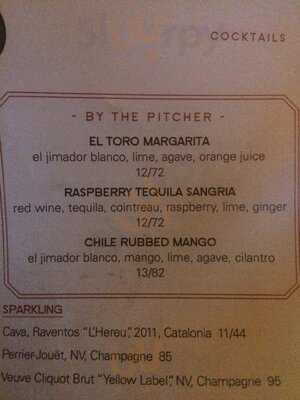 COCKTAILS
- BY THE PITCHER -
EL TORO MARGARITA
el jimador blanco, lime, agave, orange juice
12/72
RASPBERRY TEQUILA SANGRIA
red wine, tequila, cointreau, raspberry, lime, ginger
12/72
CHILE RUBBED MANGO
el jimador blanco, mango, lime, agave, cilantro
13/82
SPARKLING
Cava, Raventos "L'Hereu," 2011, Catalonia 11/44
Perrier-Jouët, NV, Champagne 85
Veuve Cliquot Brut "Yellow Label", NV, Champagne 95